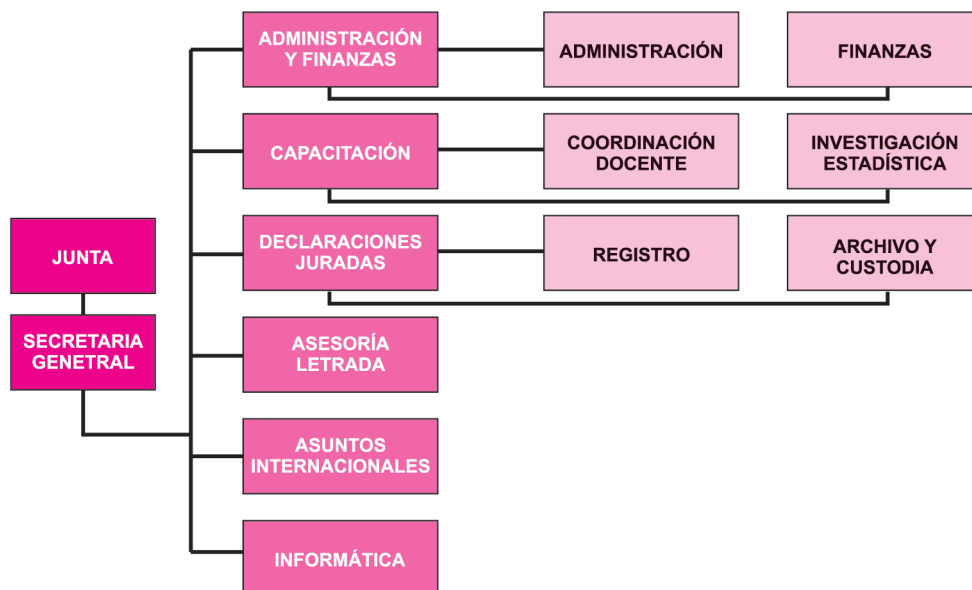 ADMINISTRACIÓN
Y FINANZAS
ADMINISTRACIÓN
FINANZAS
CAPACITACIÓN
COORDINACIÓN
DOCENTE
INVESTIGACIÓN
ESTADÍSTICA
JUNTA
DECLARACIONES
JURADAS
REGISTRO
ARCHIVO Y
CUSTODIA
SECRETARIA
GENETRAL
ASESORÍA
LETRADA
ASUNTOS
INTERNACIONALES
INFORMÁTICA